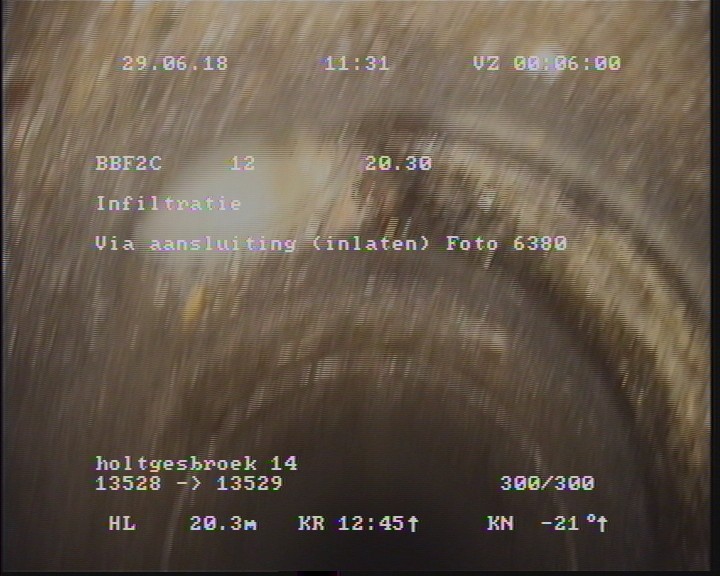 29.06.18 11:31 VZ 00:06:00
BBF2C 12 20.30
Infiltratie
Via aansluiting (inlaten) Foto 6380
holtgesbroek 14
13528 -> 13529 300/300
HL 20.3m KR 12:45↑ KN -21°↑